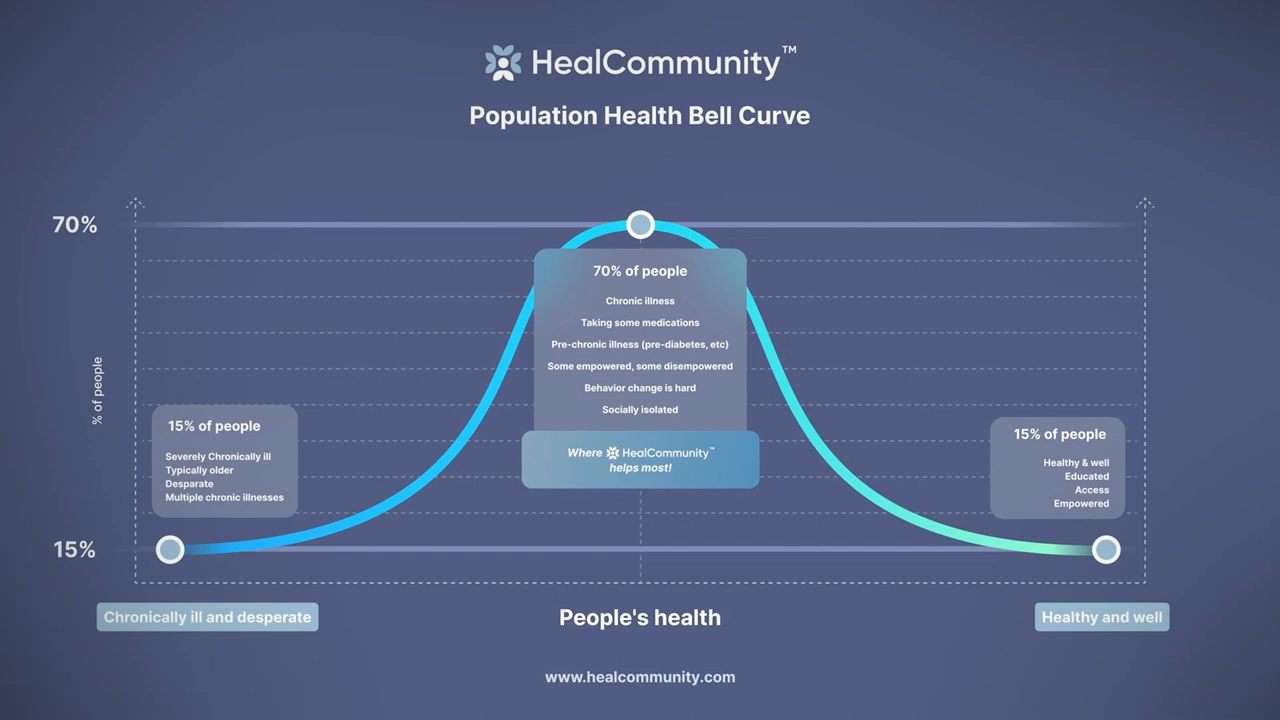 HealCommunity™
Population Health Bell Curve
70%
70% of people
Chronic illness
Taking some medications
Pre-chronic illness (pre-diabetes, etc)
Some empowered, some disempowered
Behavior change is hard
Socially isolated
Where HealCommunity™
helps most!
% of people
15% of people
Severely Chronically ill
Typically older
Desparate
Multiple chronic illnesses
15% of people
Healthy & well
Educated
Access
Empowered
15%
Chronically ill and desperate
People's health
Healthy and well
www.healcommunity.com